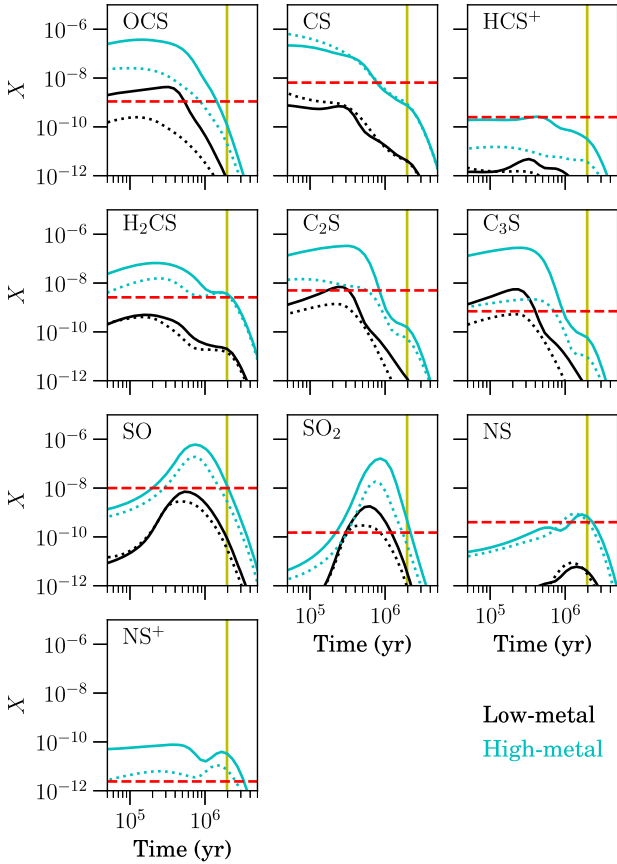 OCS CS HCS⁺
X 10⁻⁶ 10⁻⁸ 10⁻¹⁰ 10⁻¹²
H₂CS C₂S C₃S
X 10⁻⁶ 10⁻⁸ 10⁻¹⁰ 10⁻¹²
SO SO₂ NS
X 10⁻⁶ 10⁻⁸ 10⁻¹⁰ 10⁻¹²
10⁵ 10⁶ 10⁵ 10⁶
Time (yr) Time (yr)
NS⁺
X 10⁻⁶ 10⁻⁸ 10⁻¹⁰ 10⁻¹²
10⁵ 10⁶
Time (yr)
Low-metal
High-metal